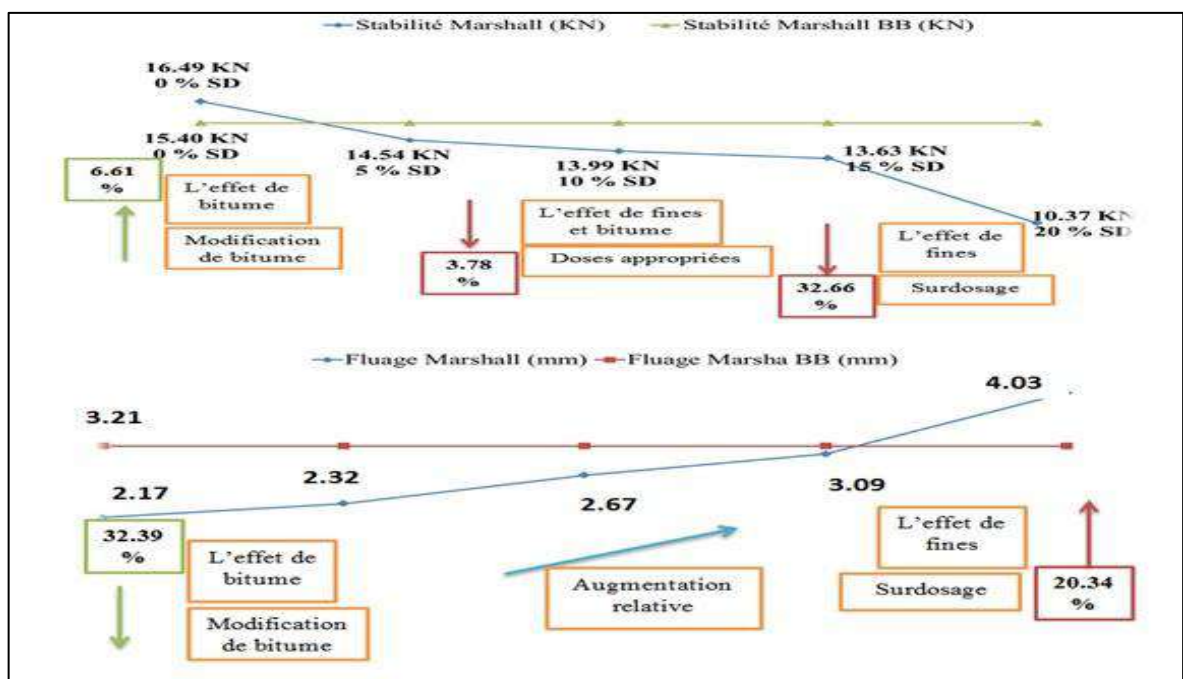 Stabilité Marshall (KN) Stabilité Marshall BB (KN)
16.49 KN
0 % SD
15.40 KN
0 % SD
14.54 KN
5 % SD
13.99 KN
10 % SD
13.63 KN
15 % SD
10.37 KN
20 % SD
6.61
%
L'effet de
bitume
Modification
de bitume
3.78
%
L'effet de fines
et bitume
Doses appropriées
32.66
%
L'effet de
fines
Surdosage
Fluage Marshall (mm) Fluage Marsha BB (mm)
3.21
2.17
2.32
2.67
3.09
4.03
32.39
%
L'effet de
bitume
Modification
de bitume
Augmentation
relative
L'effet de
fines
Surdosage
20.34
%